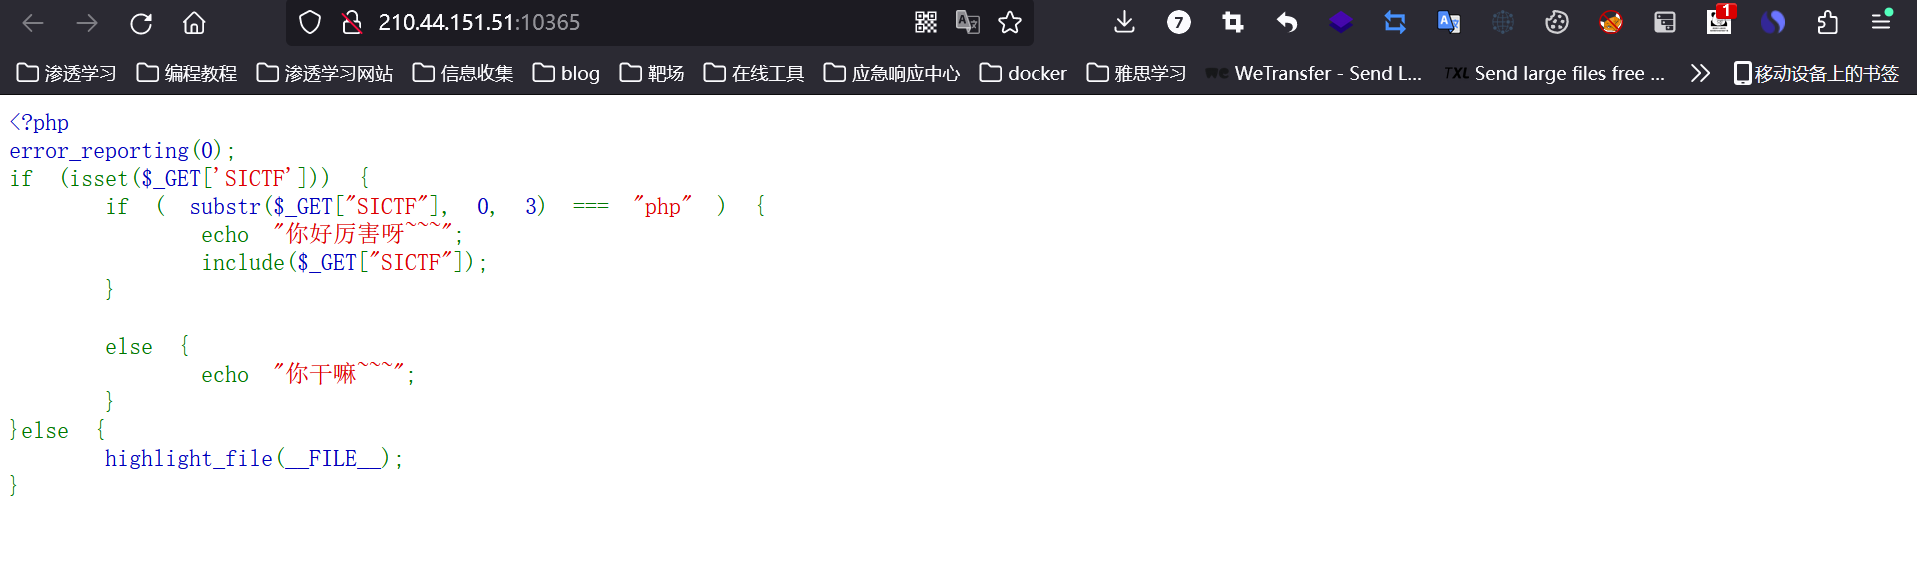 210.44.151.51:10365
7
1
渗透学习 编程教程 渗透学习网站 信息收集 blog 靶场 在线工具 应急响应中心 docker 雅思学习 we WeTransfer - Send L... TXL Send large files free ... 移动设备上的书签
<?php
error_reporting(0);
if (isset($_GET['SICTF'])) {
if ( substr($_GET["SICTF"], 0, 3) === "php" ) {
echo "你好厉害呀~~~";
include($_GET["SICTF"]);
}
else {
echo "你干嘛~~~";
}
}else {
highlight_file(__FILE__);
}